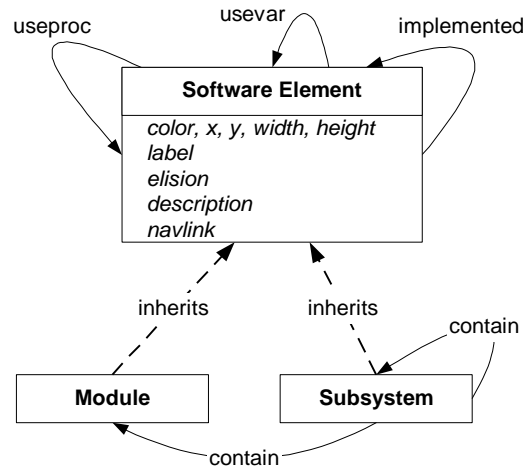 usevar
useproc
implemented
Software Element
color, x, y, width, height
label
elision
description
navlink
inherits
inherits
contain
Module
Subsystem
contain